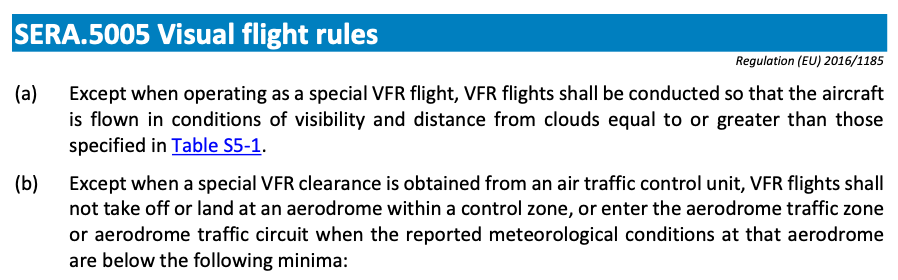 SERA.5005 Visual flight rules
Regulation (EU) 2016/1185
(a) Except when operating as a special VFR flight, VFR flights shall be conducted so that the aircraft
is flown in conditions of visibility and distance from clouds equal to or greater than those
specified in Table S5-1.
(b) Except when a special VFR clearance is obtained from an air traffic control unit, VFR flights shall
not take off or land at an aerodrome within a control zone, or enter the aerodrome traffic zone
or aerodrome traffic circuit when the reported meteorological conditions at that aerodrome
are below the following minima: